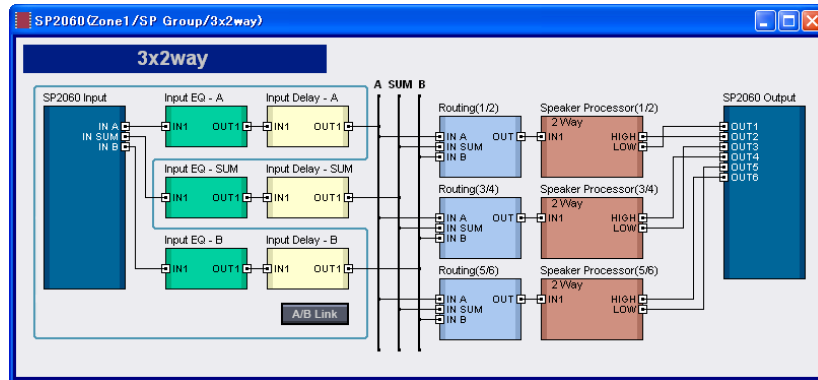 SP2060(Zone1/SP Group/3x2way)
3x2way
A SUM B
SP2060 Input
IN A
IN SUM
IN B
Input EQ - A
IN1 OUT1
Input Delay - A
IN1 OUT1
Input EQ - SUM
IN1 OUT1
Input Delay - SUM
IN1 OUT1
Input EQ - B
IN1 OUT1
Input Delay - B
IN1 OUT1
A/B Link
Routing(1/2)
IN A OUT
IN SUM
IN B
Speaker Processor(1/2)
2 Way
IN1 HIGH
LOW
Routing(3/4)
IN A OUT
IN SUM
IN B
Speaker Processor(3/4)
2 Way
IN1 HIGH
LOW
Routing(5/6)
IN A OUT
IN SUM
IN B
Speaker Processor(5/6)
2 Way
IN1 HIGH
LOW
SP2060 Output
OUT1
OUT2
OUT3
OUT4
OUT5
OUT6